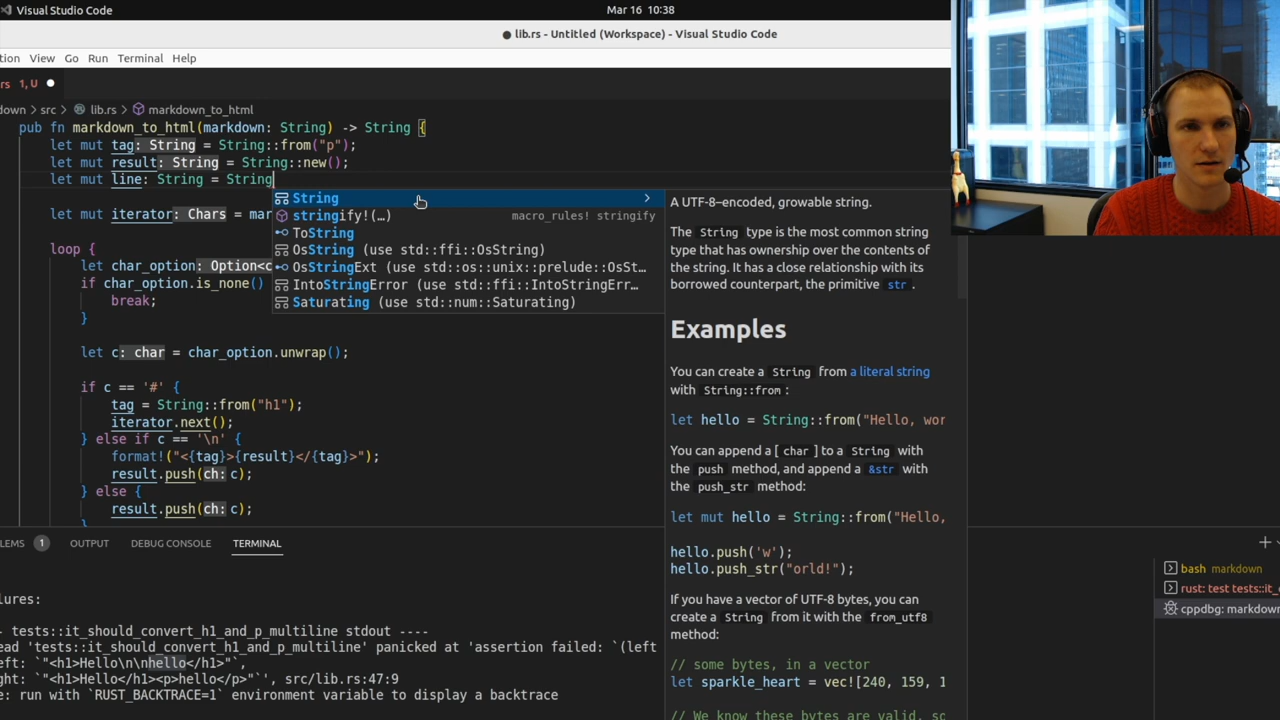 Visual Studio Code
Mar 16 10:38
● lib.rs - Untitled (Workspace) - Visual Studio Code
tion View Go Run Terminal Help
rs 1, U ●
down > src > lib.rs > markdown_to_html
pub fn markdown_to_html(markdown: String) -> String {
let mut tag: String = String::from("p");
let mut result: String = String::new();
let mut line: String = String
let mut iterator: Chars = mar
loop {
let char_option: Option<c
if char_option.is_none()
break;
}
let c: char = char_option.unwrap();
if c == '#' {
tag = String::from("h1");
iterator.next();
} else if c == '\n' {
format!("<{tag}>{result}</{tag}>");
result.push(ch: c);
} else {
result.push(ch: c);
}
String
stringify!(…) macro_rules! stringify
ToString
OsString (use std::ffi::OsString)
OsStringExt (use std::os::unix::prelude::OsSt…
IntoStringError (use std::ffi::IntoStringErr…
Saturating (use std::num::Saturating)
A UTF-8–encoded, growable string.
The String type is the most common string
type that has ownership over the contents of
the string. It has a close relationship with its
borrowed counterpart, the primitive str .
Examples
You can create a String from a literal string
with String::from :
let hello = String::from("Hello, wor
You can append a [ char ] to a String with
the push method, and append a &str with
the push_str method:
let mut hello = String::from("Hello,
hello.push('w');
hello.push_str("orld!");
If you have a vector of UTF-8 bytes, you can
create a String from it with the from_utf8
method:
// some bytes, in a vector
let sparkle_heart = vec![240, 159, 1
// We know these bytes are valid, so
LEMS 1 OUTPUT DEBUG CONSOLE TERMINAL
lures:
- tests::it_should_convert_h1_and_p_multiline stdout ----
ead 'tests::it_should_convert_h1_and_p_multiline' panicked at 'assertion failed: `(left
left: `"<h1>Hello\n\nhello</h1>"`,
ght: `"<h1>Hello</h1><p>hello</p>"`', src/lib.rs:47:9
e: run with `RUST_BACKTRACE=1` environment variable to display a backtrace
bash markdown
rust: test tests::it_c
cppdbg: markdown